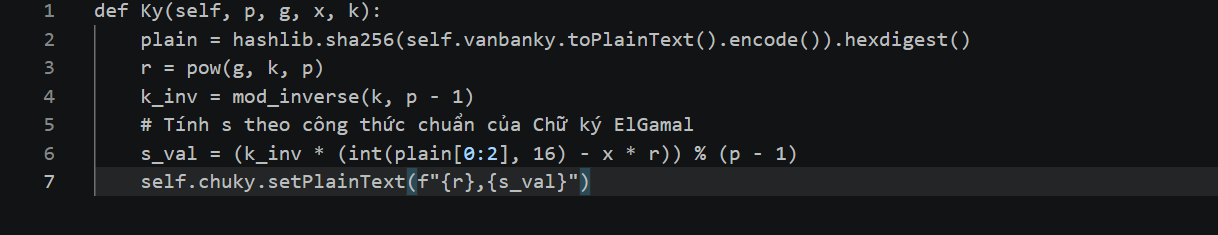 1 def Ky(self, p, g, x, k):
2 plain = hashlib.sha256(self.vanbanky.toPlainText().encode()).hexdigest()
3 r = pow(g, k, p)
4 k_inv = mod_inverse(k, p - 1)
5 # Tính s theo công thức chuẩn của Chữ ký ElGamal
6 s_val = (k_inv * (int(plain[0:2], 16) - x * r)) % (p - 1)
7 self.chuky.setPlainText(f"{r},{s_val}")